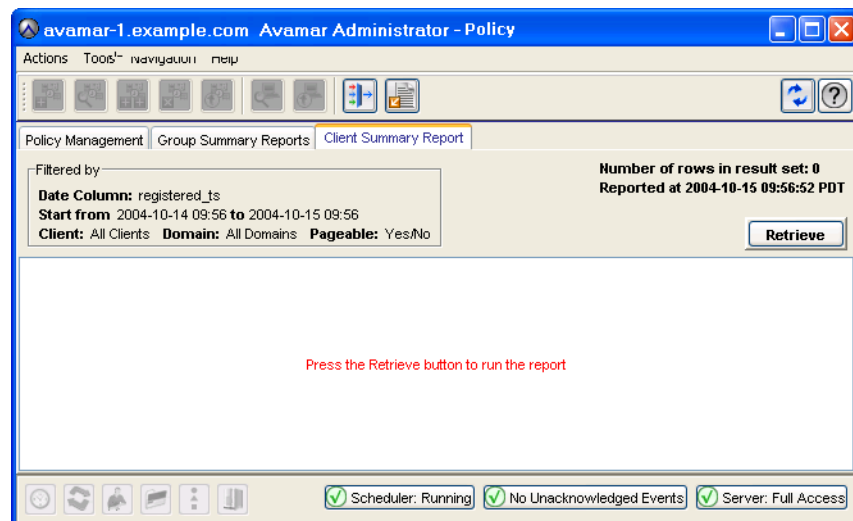 avamar-1.example.com Avamar Administrator - Policy
Actions Tools Navigation Help
Policy Management Group Summary Reports Client Summary Report
Filtered by
Date Column: registered_ts
Start from 2004-10-14 09:56 to 2004-10-15 09:56
Client: All Clients Domain: All Domains Pageable: Yes/No
Number of rows in result set: 0
Reported at 2004-10-15 09:56:52 PDT
Retrieve
Press the Retrieve button to run the report
Scheduler: Running No Unacknowledged Events Server: Full Access